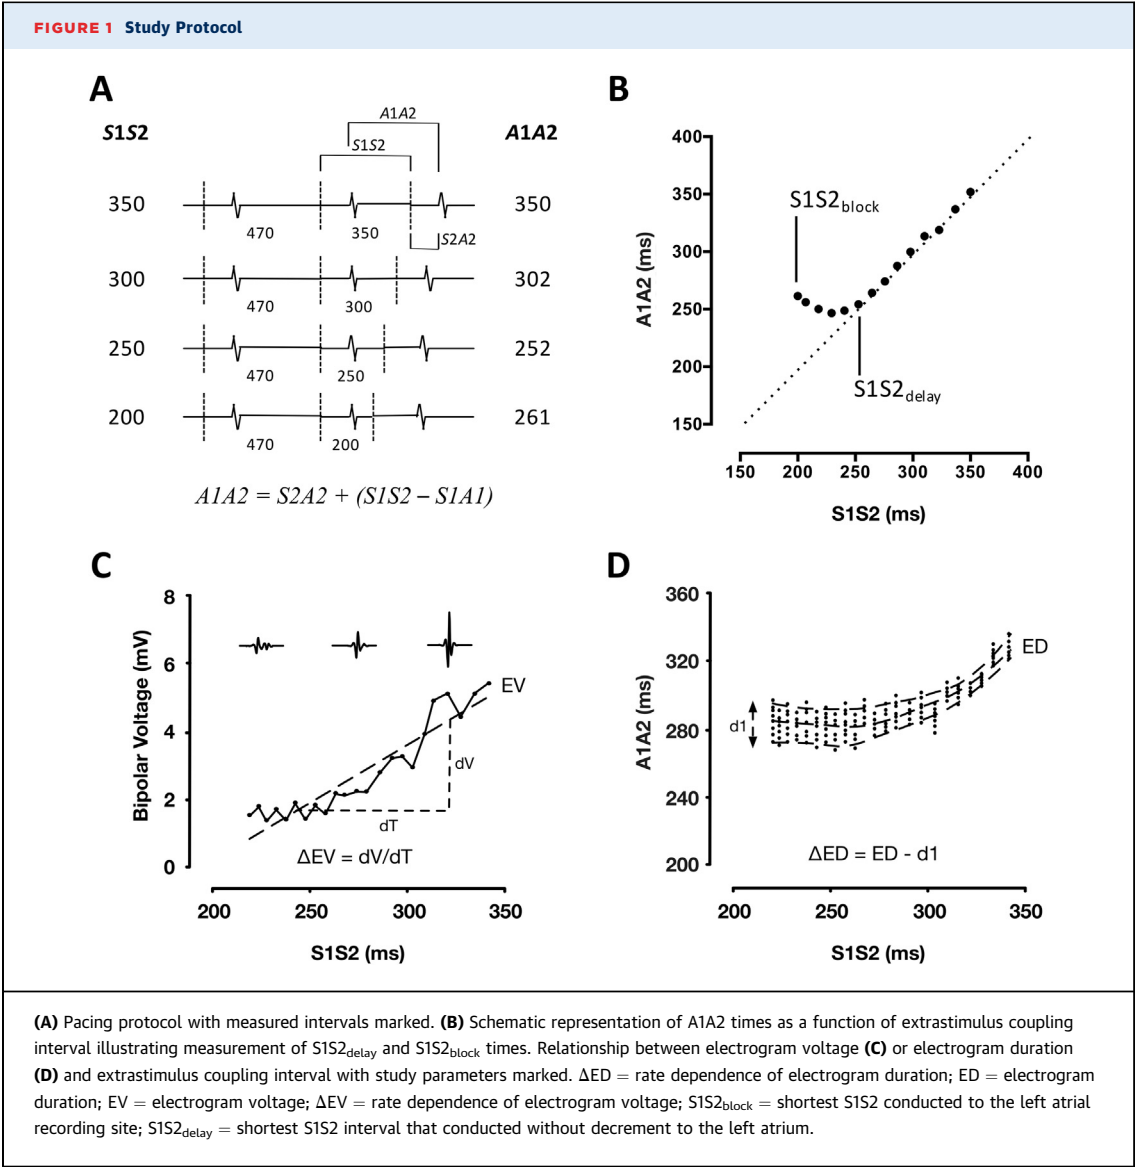 FIGURE 1 Study Protocol
A
S1S2
A1A2
A1A2
S1S2
350
470
350
S2A2
350
300
470
300
302
250
470
250
252
200
470
200
261
A1A2 = S2A2 + (S1S2 – S1A1)
B
A1A2 (ms)
400
350
300
250
200
150
S1S2block
S1S2delay
150 200 250 300 350 400
S1S2 (ms)
C
Bipolar Voltage (mV)
8
6
4
2
0
EV
dV
dT
ΔEV = dV/dT
200 250 300 350
S1S2 (ms)
D
A1A2 (ms)
360
320
280
240
200
ED
d1
ΔED = ED - d1
200 250 300 350
S1S2 (ms)
(A) Pacing protocol with measured intervals marked. (B) Schematic representation of A1A2 times as a function of extrastimulus coupling
interval illustrating measurement of S1S2delay and S1S2block times. Relationship between electrogram voltage (C) or electrogram duration
(D) and extrastimulus coupling interval with study parameters marked. ΔED = rate dependence of electrogram duration; ED = electrogram
duration; EV = electrogram voltage; ΔEV = rate dependence of electrogram voltage; S1S2block = shortest S1S2 conducted to the left atrial
recording site; S1S2delay = shortest S1S2 interval that conducted without decrement to the left atrium.